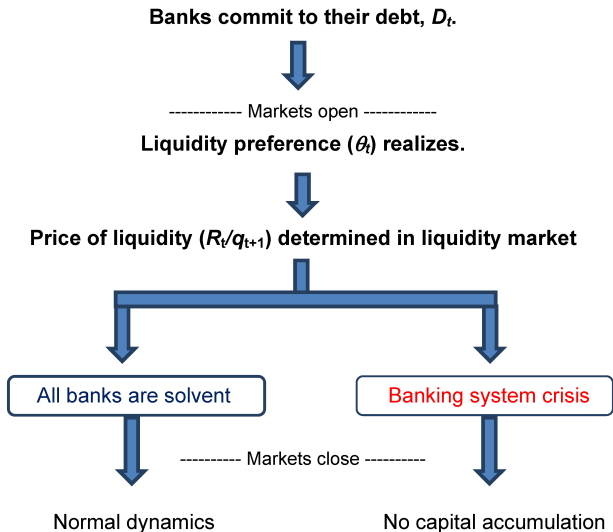 Banks commit to their debt, Dt.
------------ Markets open ------------
Liquidity preference (θt) realizes.
Price of liquidity (Rt/qt+1) determined in liquidity market
All banks are solvent
Banking system crisis
---------- Markets close ----------
Normal dynamics
No capital accumulation